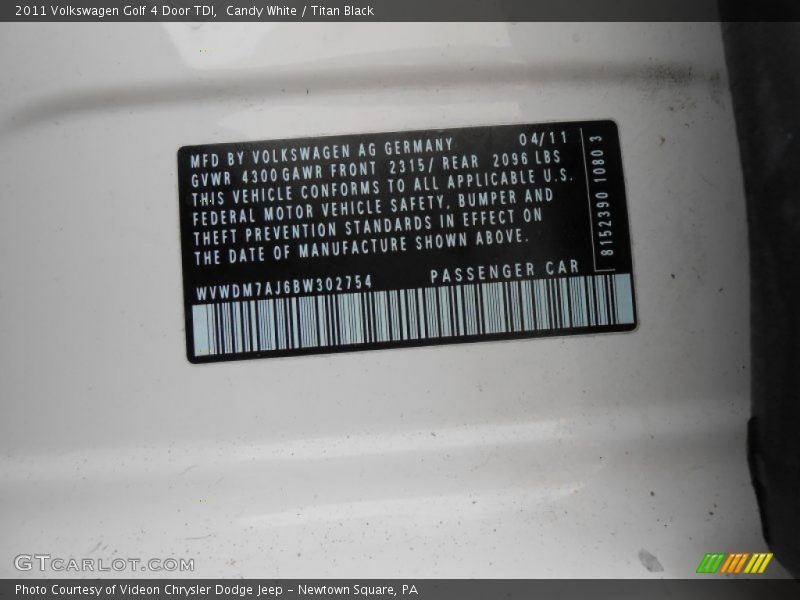 2011 Volkswagen Golf 4 Door TDI,  Candy White / Titan Black
MFD BY VOLKSWAGEN AG GERMANY 04/11
GVWR 4300 GAWR FRONT 2315/ REAR 2096 LBS
THIS VEHICLE CONFORMS TO ALL APPLICABLE U.S.
FEDERAL MOTOR VEHICLE SAFETY, BUMPER AND
THEFT PREVENTION STANDARDS IN EFFECT ON
THE DATE OF MANUFACTURE SHOWN ABOVE.
WVWDM7AJ6BW302754 PASSENGER CAR
8152390 1080 3
GTCARLOT.COM
Photo Courtesy of Videon Chrysler Dodge Jeep - Newtown Square, PA